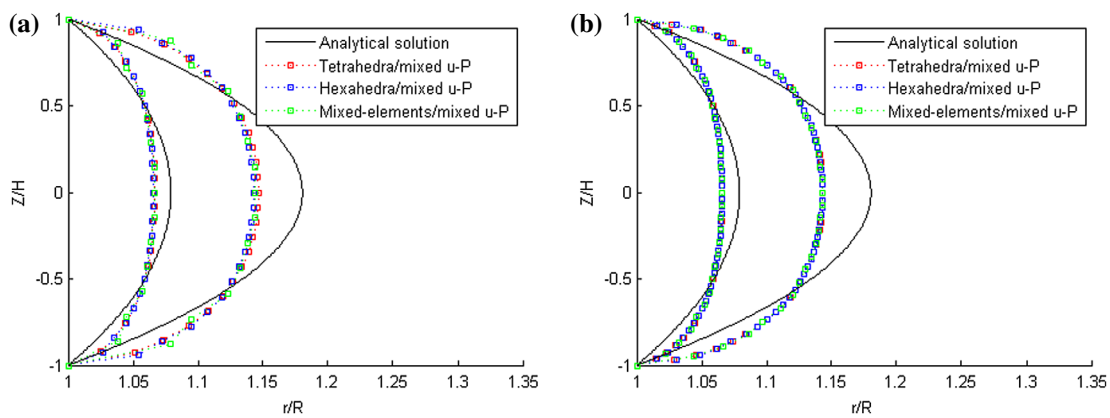 (a)
Analytical solution
Tetrahedra/mixed u-P
Hexahedra/mixed u-P
Mixed-elements/mixed u-P
1
0.5
0
-0.5
-1
Z/H
1 1.05 1.1 1.15 1.2 1.25 1.3 1.35
r/R
(b)
Analytical solution
Tetrahedra/mixed u-P
Hexahedra/mixed u-P
Mixed-elements/mixed u-P
1
0.5
0
-0.5
-1
Z/H
1 1.05 1.1 1.15 1.2 1.25 1.3 1.35
r/R